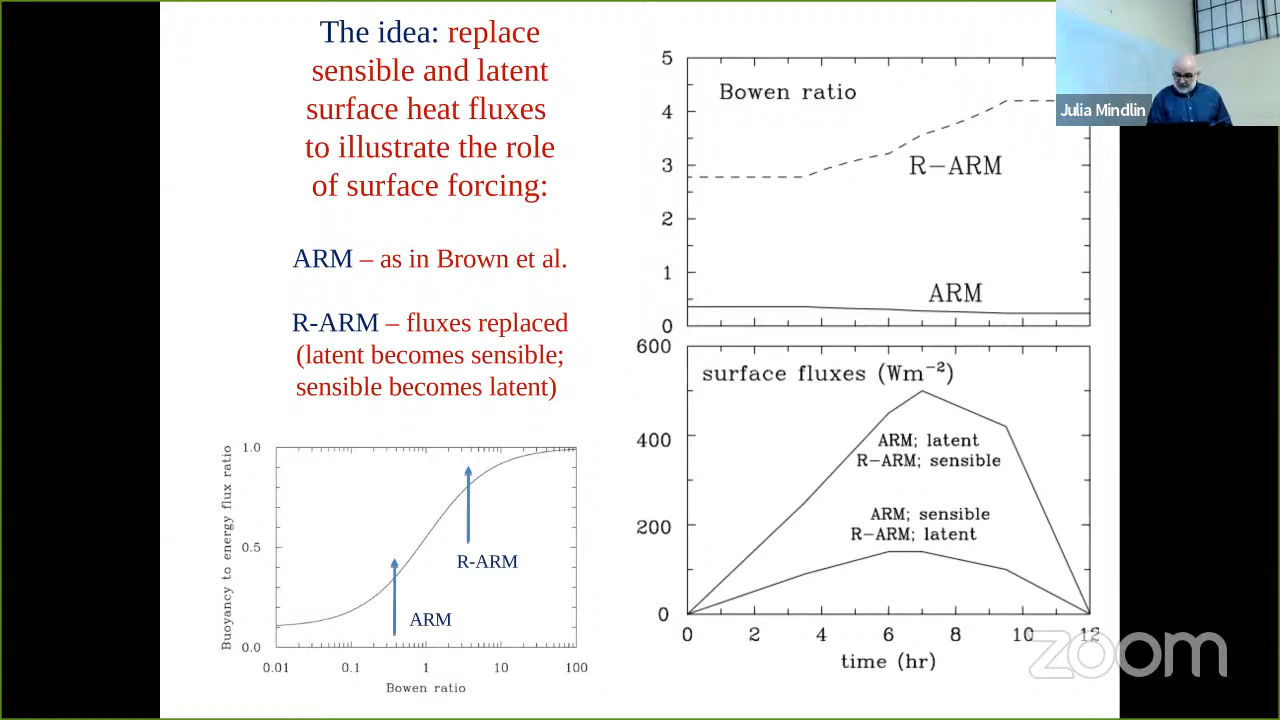 The idea: replace
sensible and latent
surface heat fluxes
to illustrate the role
of surface forcing:
ARM – as in Brown et al.
R-ARM – fluxes replaced
(latent becomes sensible;
sensible becomes latent)
Buoyancy to energy flux ratio
1.0
0.5
0.0
R-ARM
ARM
0.01 0.1 1 10 100
Bowen ratio
5
4
3
2
1
0
Bowen ratio
R–ARM
ARM
600
400
200
0
surface fluxes (Wm⁻²)
ARM; latent
R–ARM; sensible
ARM; sensible
R–ARM; latent
0 2 4 6 8 10 12
time (hr)
Julia Mindlin
zoom